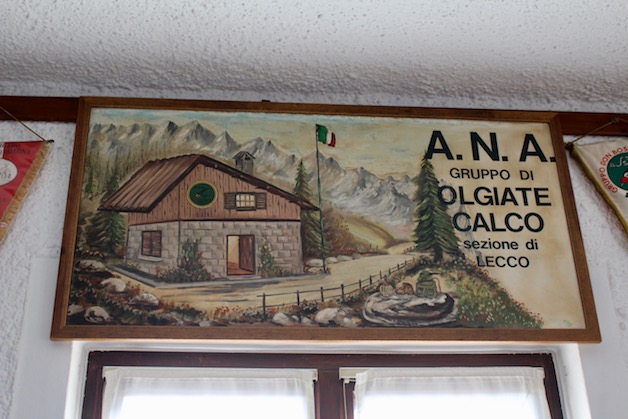 A. N. A.
GRUPPO DI
OLGIATE
CALCO
sezione di
LECCO